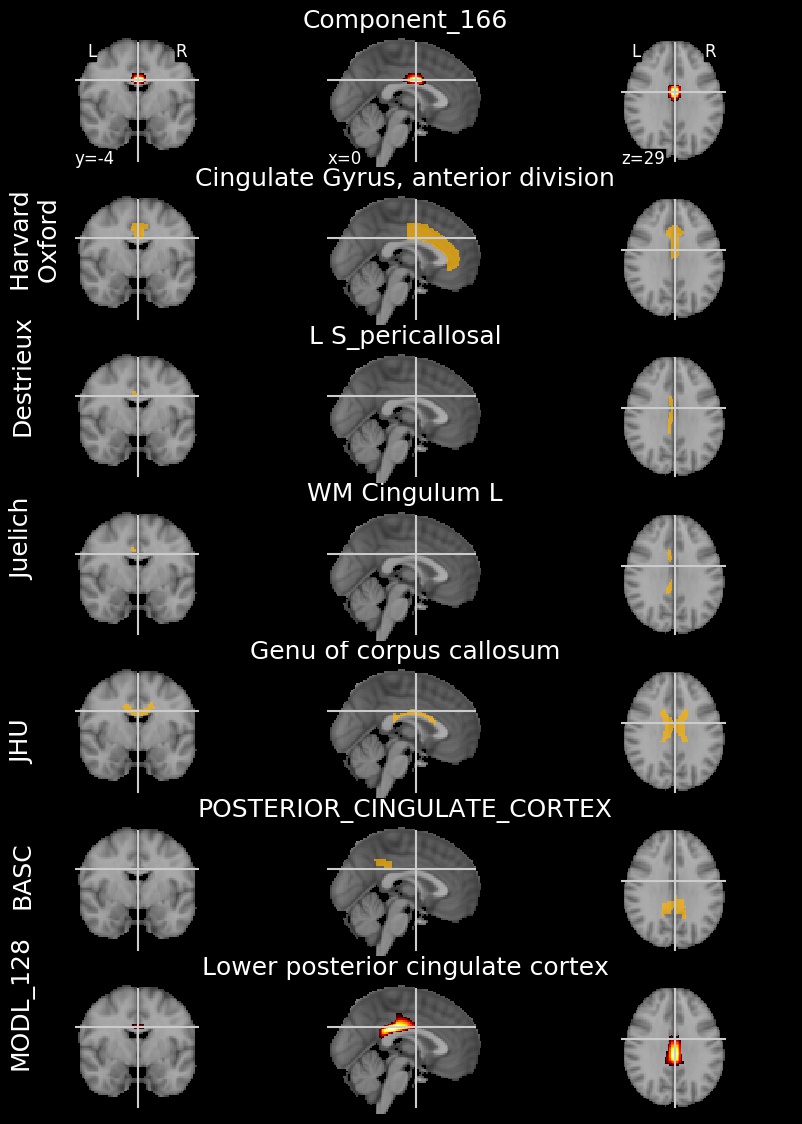 Component_166
L R L R
y=-4 x=0 z=29
Cingulate Gyrus, anterior division
Harvard
Oxford
L S_pericallosal
Destrieux
WM Cingulum L
Juelich
Genu of corpus callosum
JHU
POSTERIOR_CINGULATE_CORTEX
BASC
Lower posterior cingulate cortex
MODL_128